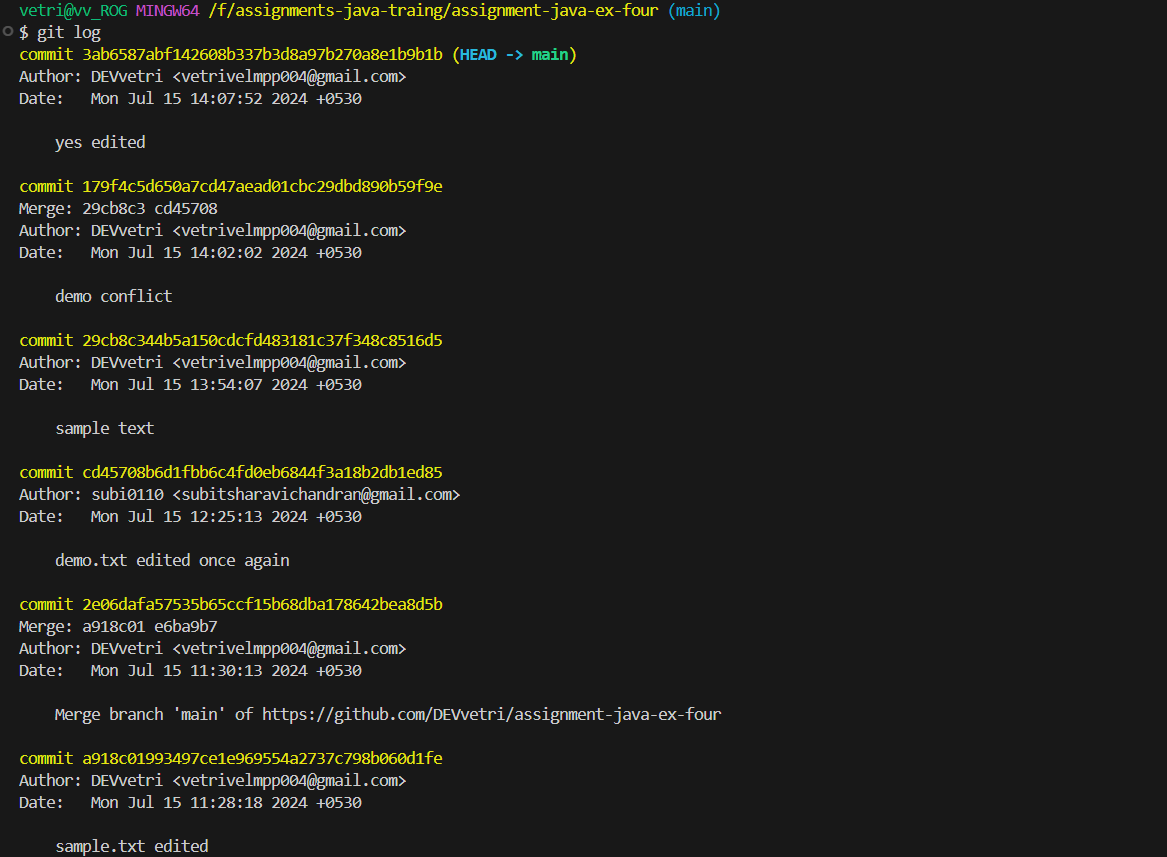 vetri@vv_ROG MINGW64 /f/assignments-java-traing/assignment-java-ex-four (main)
$ git log
commit 3ab6587abf142608b337b3d8a97b270a8e1b9b1b (HEAD -> main)
Author: DEVvetri <vetrivelmpp004@gmail.com>
Date:   Mon Jul 15 14:07:52 2024 +0530
yes edited
commit 179f4c5d650a7cd47aead01cbc29dbd890b59f9e
Merge: 29cb8c3 cd45708
Author: DEVvetri <vetrivelmpp004@gmail.com>
Date:   Mon Jul 15 14:02:02 2024 +0530
demo conflict
commit 29cb8c344b5a150cdcfd483181c37f348c8516d5
Author: DEVvetri <vetrivelmpp004@gmail.com>
Date:   Mon Jul 15 13:54:07 2024 +0530
sample text
commit cd45708b6d1fbb6c4fd0eb6844f3a18b2db1ed85
Author: subi0110 <subitsharavichandran@gmail.com>
Date:   Mon Jul 15 12:25:13 2024 +0530
demo.txt edited once again
commit 2e06dafa57535b65ccf15b68dba178642bea8d5b
Merge: a918c01 e6ba9b7
Author: DEVvetri <vetrivelmpp004@gmail.com>
Date:   Mon Jul 15 11:30:13 2024 +0530
Merge branch 'main' of https://github.com/DEVvetri/assignment-java-ex-four
commit a918c01993497ce1e969554a2737c798b060d1fe
Author: DEVvetri <vetrivelmpp004@gmail.com>
Date:   Mon Jul 15 11:28:18 2024 +0530
sample.txt edited